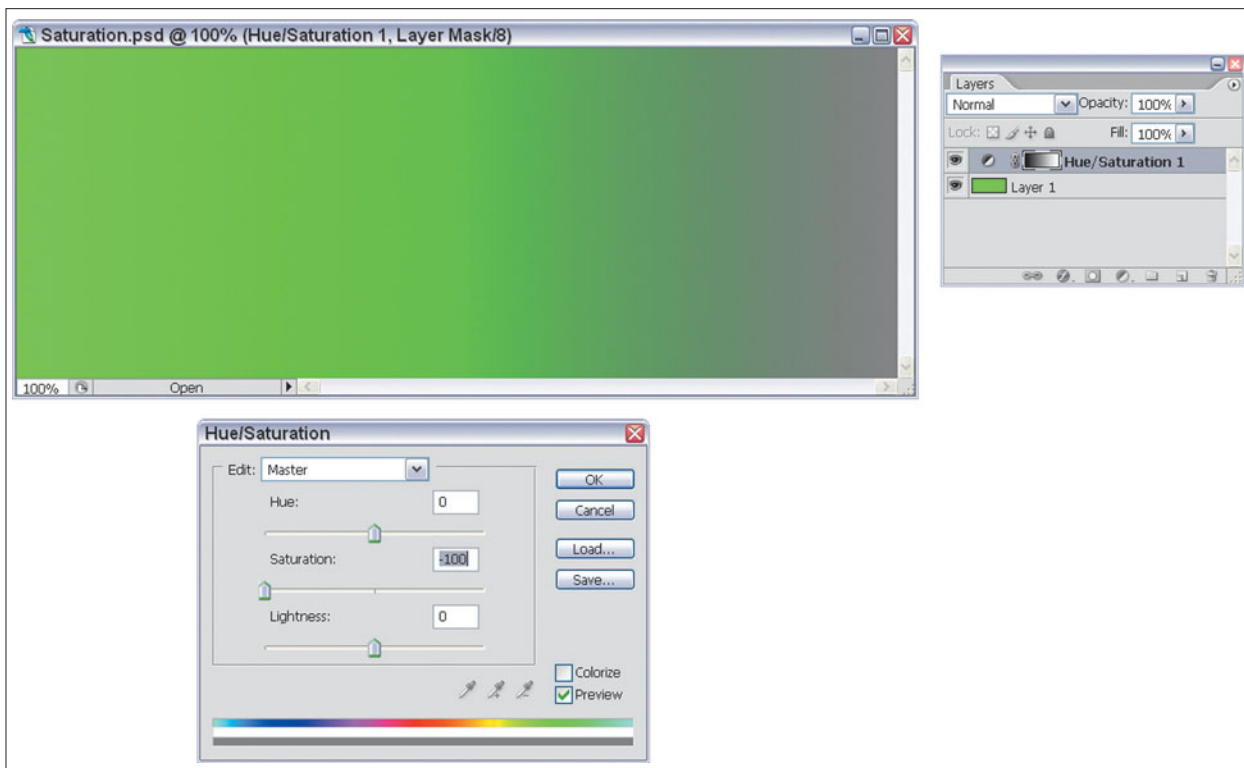 Saturation.psd @ 100% (Hue/Saturation 1, Layer Mask/8)
100%
Open
Layers
Normal
Opacity: 100%
Lock:
Fill: 100%
Hue/Saturation 1
Layer 1
Hue/Saturation
Edit: Master
Hue: 0
Saturation: -100
Lightness: 0
OK
Cancel
Load...
Save...
Colorize
Preview